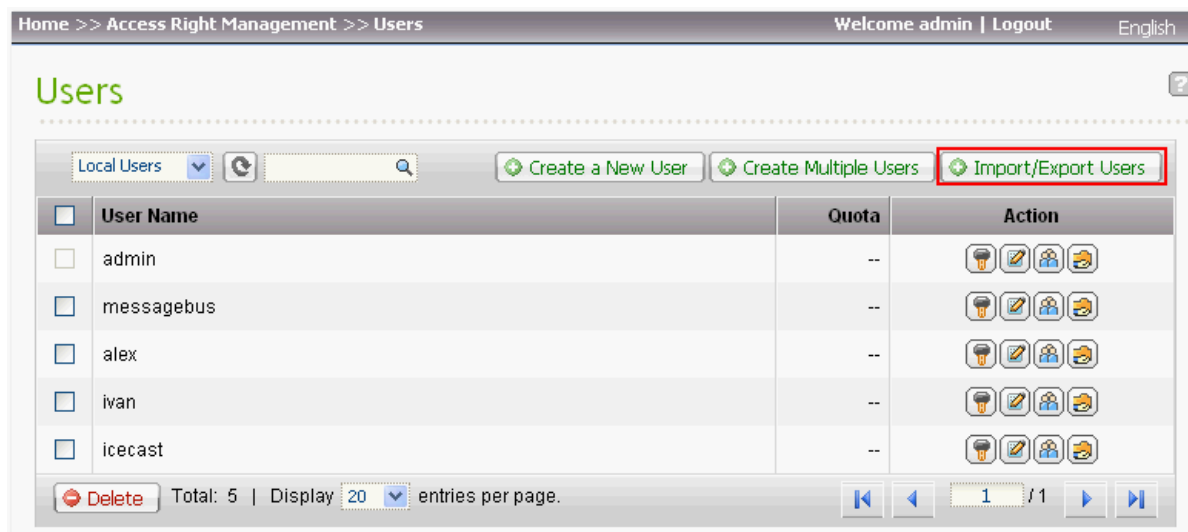 Home >> Access Right Management >> Users Welcome admin | Logout English
Users
?
Local Users Create a New User Create Multiple Users Import/Export Users
User Name Quota Action
admin --
messagebus --
alex --
ivan --
icecast --
Delete Total: 5 | Display 20 entries per page. 1 /1